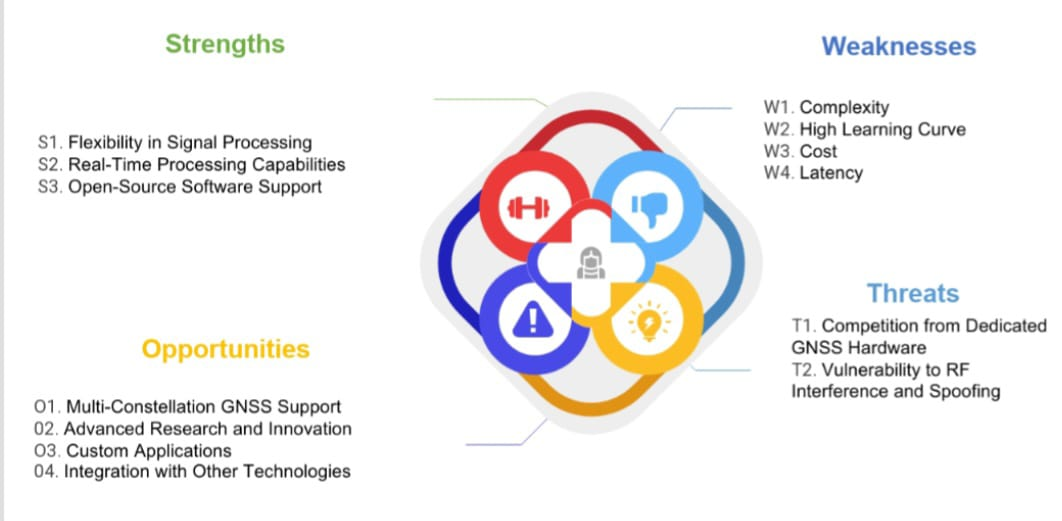 Strengths
S1. Flexibility in Signal Processing
S2. Real-Time Processing Capabilities
S3. Open-Source Software Support
Weaknesses
W1. Complexity
W2. High Learning Curve
W3. Cost
W4. Latency
Opportunities
O1. Multi-Constellation GNSS Support
02. Advanced Research and Innovation
O3. Custom Applications
04. Integration with Other Technologies
Threats
T1. Competition from Dedicated
GNSS Hardware
T2. Vulnerability to RF
Interference and Spoofing